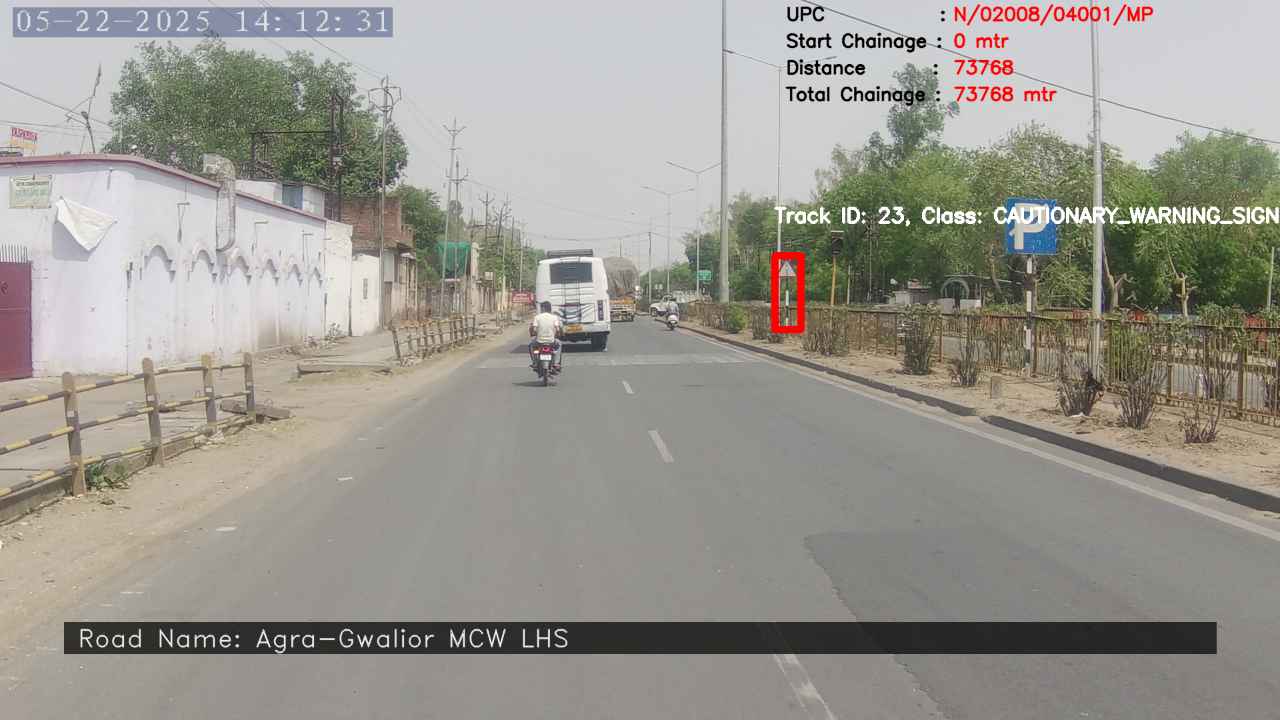 05-22-2025 14:12:31
UPC : N/02008/04001/MP
Start Chainage : 0 mtr
Distance : 73768
Total Chainage : 73768 mtr
Track ID: 23, Class: CAUTIONARY_WARNING_SIGN
P
Road Name: Agra-Gwalior MCW LHS